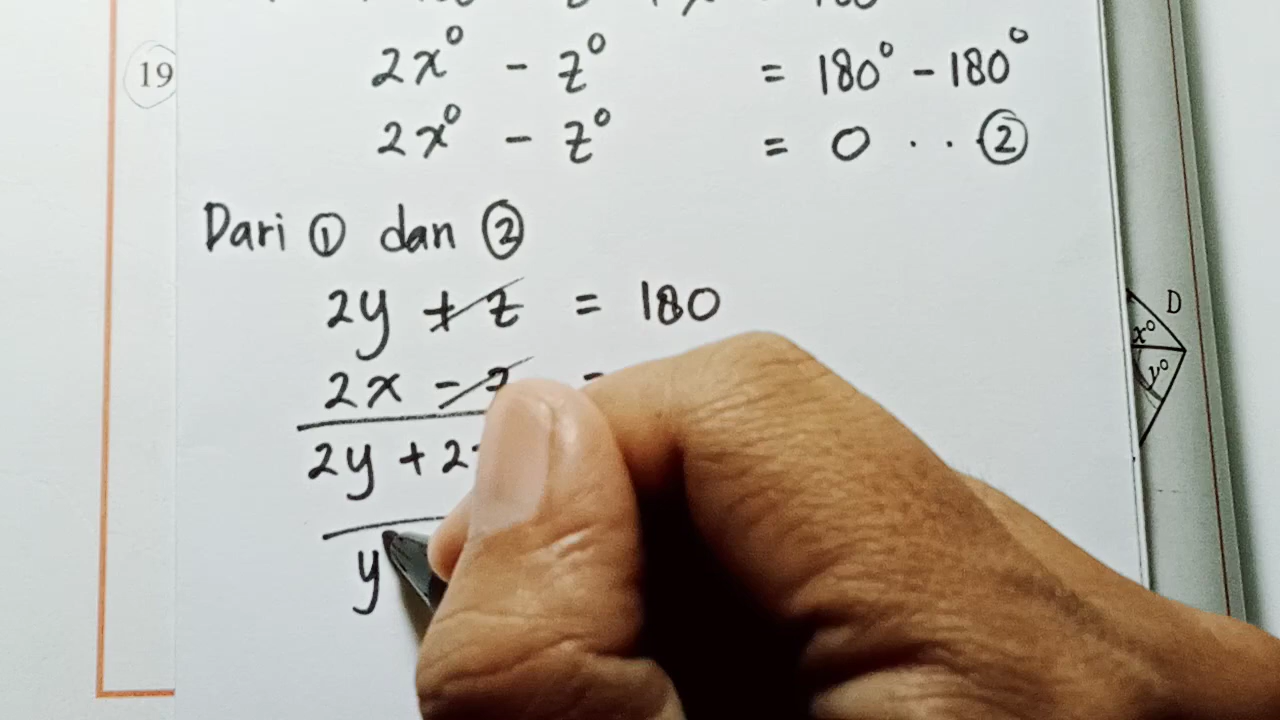 19
2x° - z° = 180° - 180°
2x° - z° = 0 .. ②
Dari ① dan ②
2y + z = 180
2x - z =
2y + 2
y
D
x°